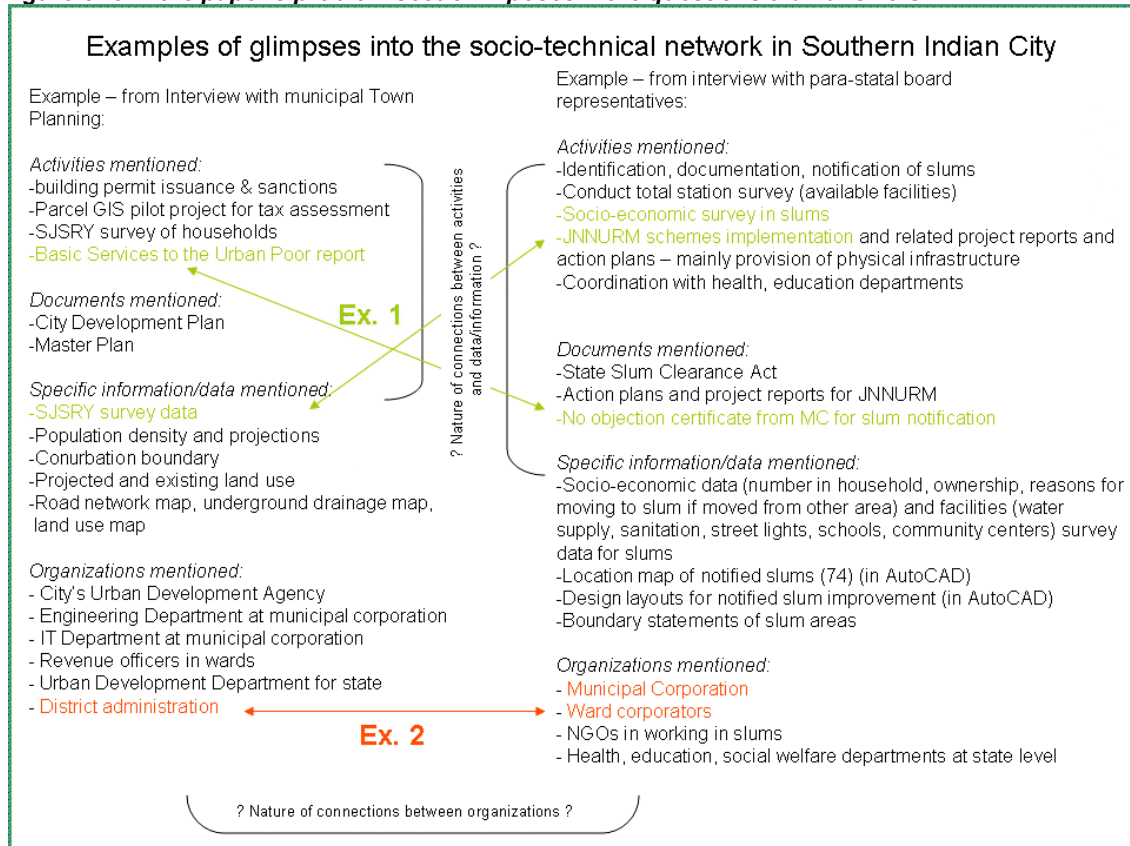 Examples of glimpses into the socio-technical network in Southern Indian City
Example – from Interview with municipal Town
Planning:
Activities mentioned:
-building permit issuance & sanctions
-Parcel GIS pilot project for tax assessment
-SJSRY survey of households
-Basic Services to the Urban Poor report
Documents mentioned:
-City Development Plan
-Master Plan
Specific information/data mentioned:
-SJSRY survey data
-Population density and projections
-Conurbation boundary
-Projected and existing land use
-Road network map, underground drainage map,
land use map
Organizations mentioned:
- City's Urban Development Agency
- Engineering Department at municipal corporation
- IT Department at municipal corporation
- Revenue officers in wards
- Urban Development Department for state
- District administration
Ex. 1
? Nature of connections between activities
and data/information ?
Example – from interview with para-statal board
representatives:
Activities mentioned:
-Identification, documentation, notification of slums
-Conduct total station survey (available facilities)
-Socio-economic survey in slums
-JNNURM schemes implementation and related project reports and
action plans – mainly provision of physical infrastructure
-Coordination with health, education departments
Documents mentioned:
-State Slum Clearance Act
-Action plans and project reports for JNNURM
-No objection certificate from MC for slum notification
Specific information/data mentioned:
-Socio-economic data (number in household, ownership, reasons for
moving to slum if moved from other area) and facilities (water
supply, sanitation, street lights, schools, community centers) survey
data for slums
-Location map of notified slums (74) (in AutoCAD)
-Design layouts for notified slum improvement (in AutoCAD)
-Boundary statements of slum areas
Organizations mentioned:
- Municipal Corporation
- Ward corporators
- NGOs in working in slums
- Health, education, social welfare departments at state level
Ex. 2
? Nature of connections between organizations ?